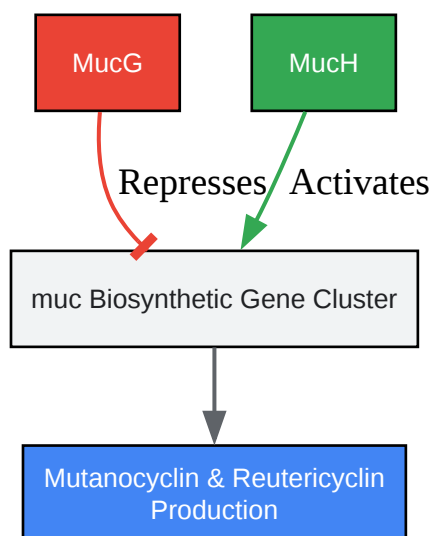 MucG
MucH
Represses
Activates
muc Biosynthetic Gene Cluster
Mutanocyclin & Reutericyclin
Production